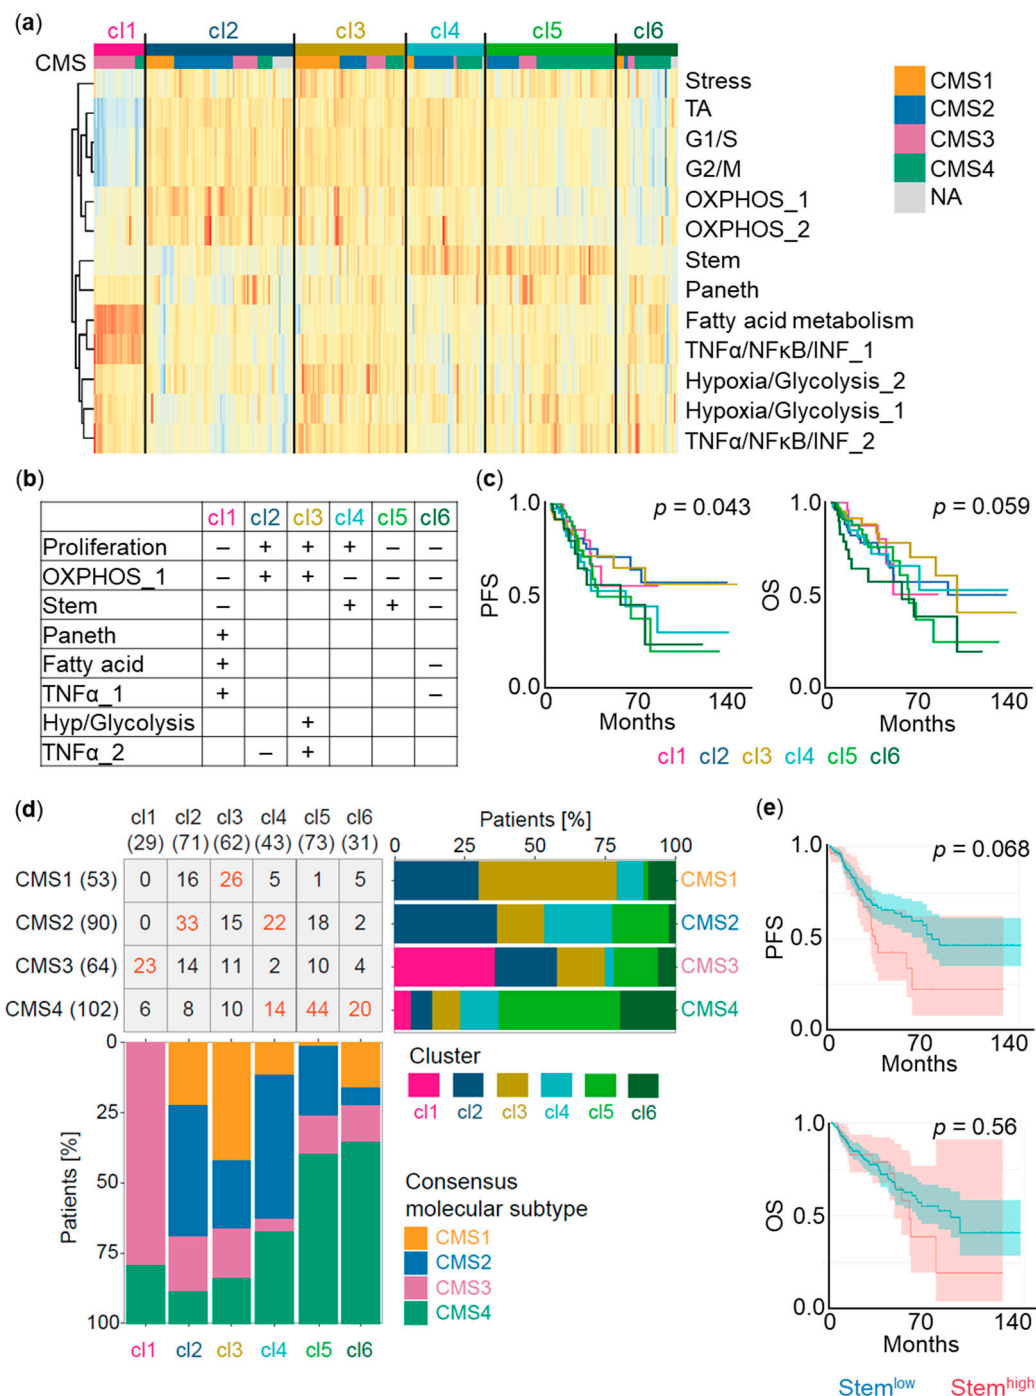 (a)
cl1 cl2 cl3 cl4 cl5 cl6
CMS
Stress
TA
G1/S
G2/M
OXPHOS_1
OXPHOS_2
Stem
Paneth
Fatty acid metabolism
TNFα/NFκB/INF_1
Hypoxia/Glycolysis_2
Hypoxia/Glycolysis_1
TNFα/NFκB/INF_2
CMS1
CMS2
CMS3
CMS4
NA
(b)
cl1 cl2 cl3 cl4 cl5 cl6
Proliferation – + + + – –
OXPHOS_1 – + + – – –
Stem – + + –
Paneth +
Fatty acid + –
TNFα_1 + –
Hyp/Glycolysis +
TNFα_2 – +
(c)
p = 0.043
1.0
0.5
0.0
PFS
70 140
Months
p = 0.059
1.0
0.5
0.0
OS
70 140
Months
cl1 cl2 cl3 cl4 cl5 cl6
(d)
cl1 cl2 cl3 cl4 cl5 cl6
(29) (71) (62) (43) (73) (31)
CMS1 (53) 0 16 26 5 1 5
CMS2 (90) 0 33 15 22 18 2
CMS3 (64) 23 14 11 2 10 4
CMS4 (102) 6 8 10 14 44 20
Patients [%]
0 25 50 75 100
CMS1
CMS2
CMS3
CMS4
Cluster
cl1 cl2 cl3 cl4 cl5 cl6
Consensus
molecular subtype
CMS1
CMS2
CMS3
CMS4
Patients [%]
0
25
50
75
100
cl1 cl2 cl3 cl4 cl5 cl6
(e)
p = 0.068
1.0
0.5
0.0
PFS
70 140
Months
p = 0.56
1.0
0.5
0.0
OS
70 140
Months
Stemlow Stemhigh